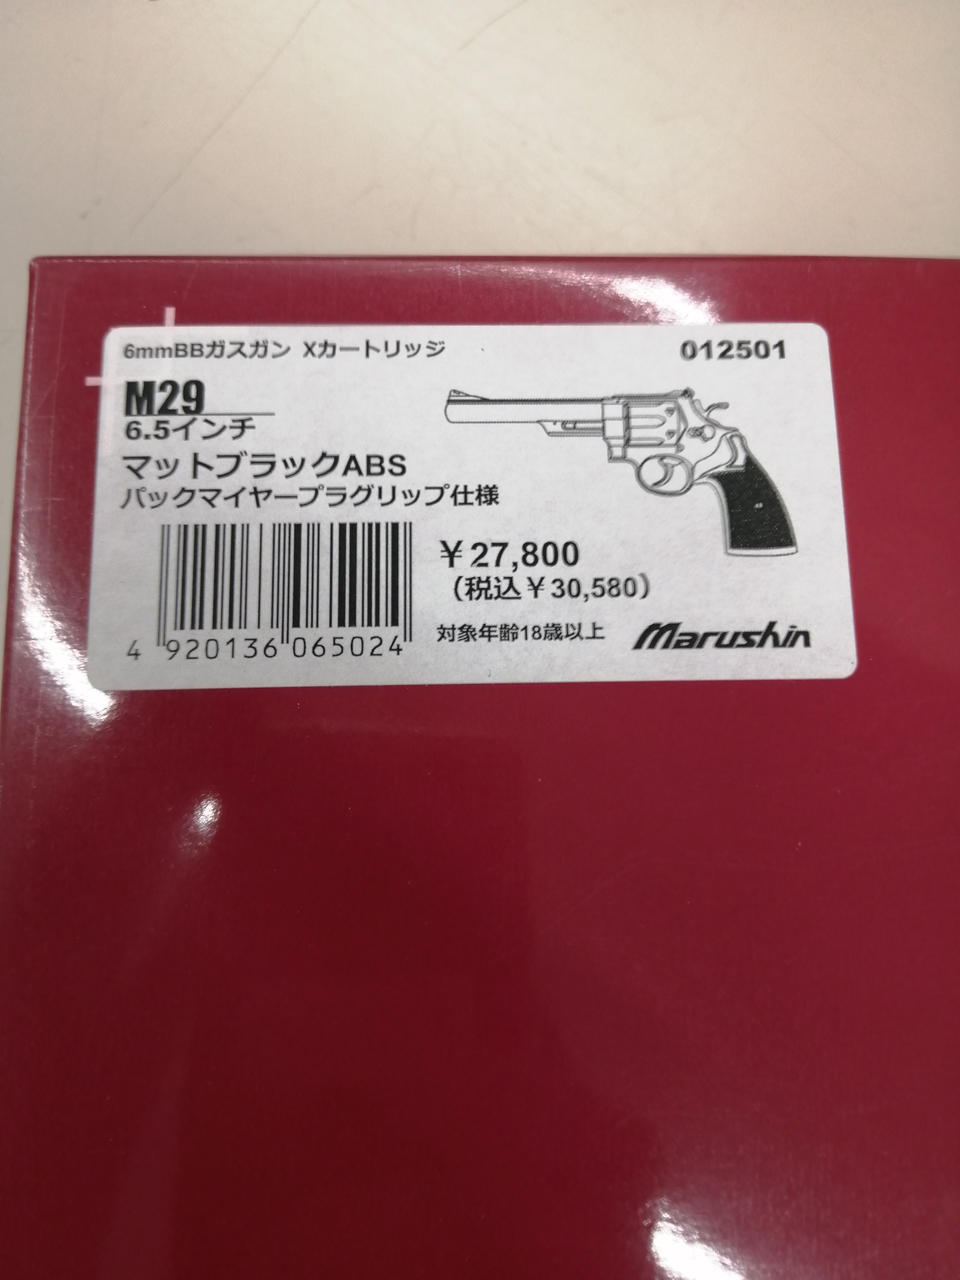 6mmBBガスガン Xカートリッジ 012501
M29
6.5インチ
マットブラックABS
パックマイヤープラグリップ仕様
¥27,800
(税込¥30,580)
対象年齢18歳以上 Marushin
4 920136 065024